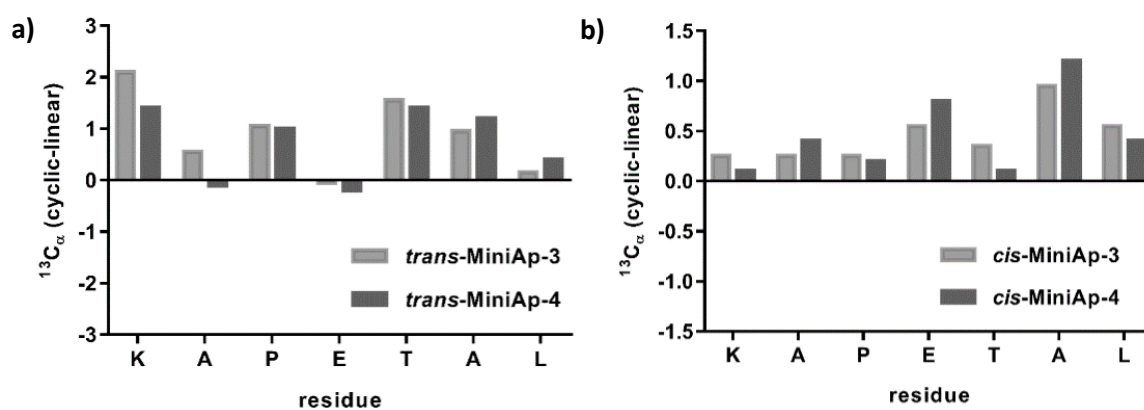 a)
3
2
1
0
-1
-2
-3
¹³Cα (cyclic-linear)
trans-MiniAp-3
trans-MiniAp-4
K A P E T A L
residue
b)
1.5
1.0
0.5
0.0
-0.5
-1.0
-1.5
¹³Cα (cyclic-linear)
cis-MiniAp-3
cis-MiniAp-4
K A P E T A L
residue